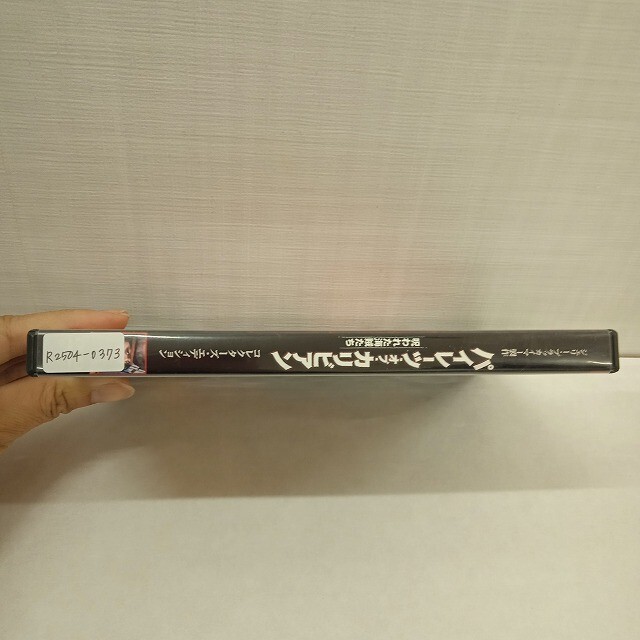 ジェリー・ブラッカイマー製作
パイレーツ・オブ・カリビアン
呪われた海賊たち
コレクターズ・エディション
R2504-0373